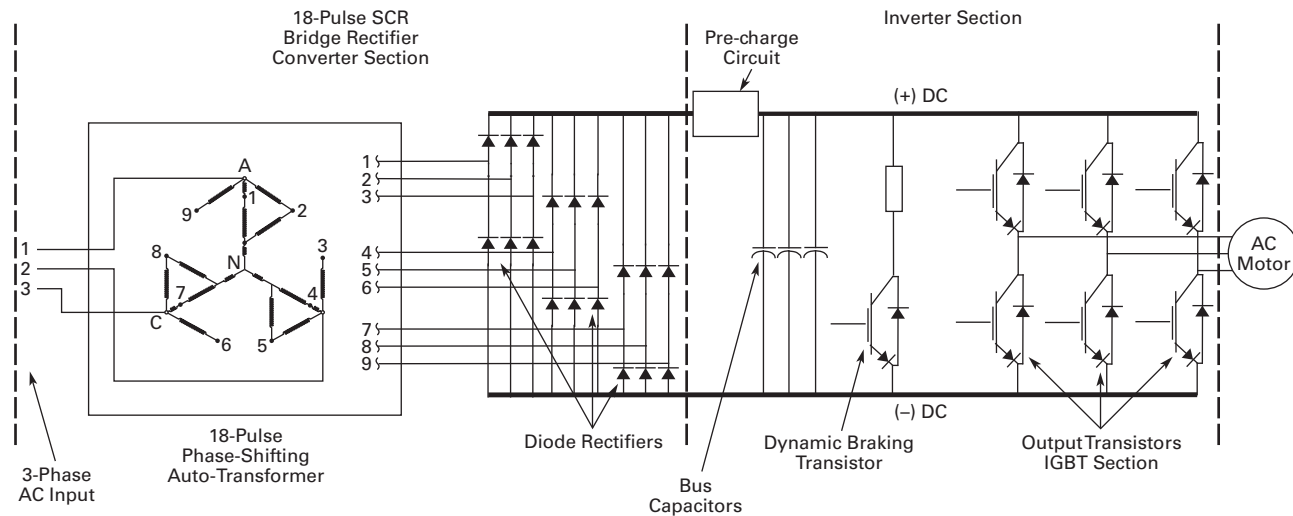 18-Pulse SCR
Bridge Rectifier
Converter Section
Inverter Section
Pre-charge
Circuit
(+) DC
A
1
9
2
8
N
3
7
4
C
6
5
1
2
3
1
2
3
4
5
6
7
8
9
AC
Motor
(–) DC
18-Pulse
Phase-Shifting
Auto-Transformer
3-Phase
AC Input
Diode Rectifiers
Bus
Capacitors
Dynamic Braking
Transistor
Output Transistors
IGBT Section